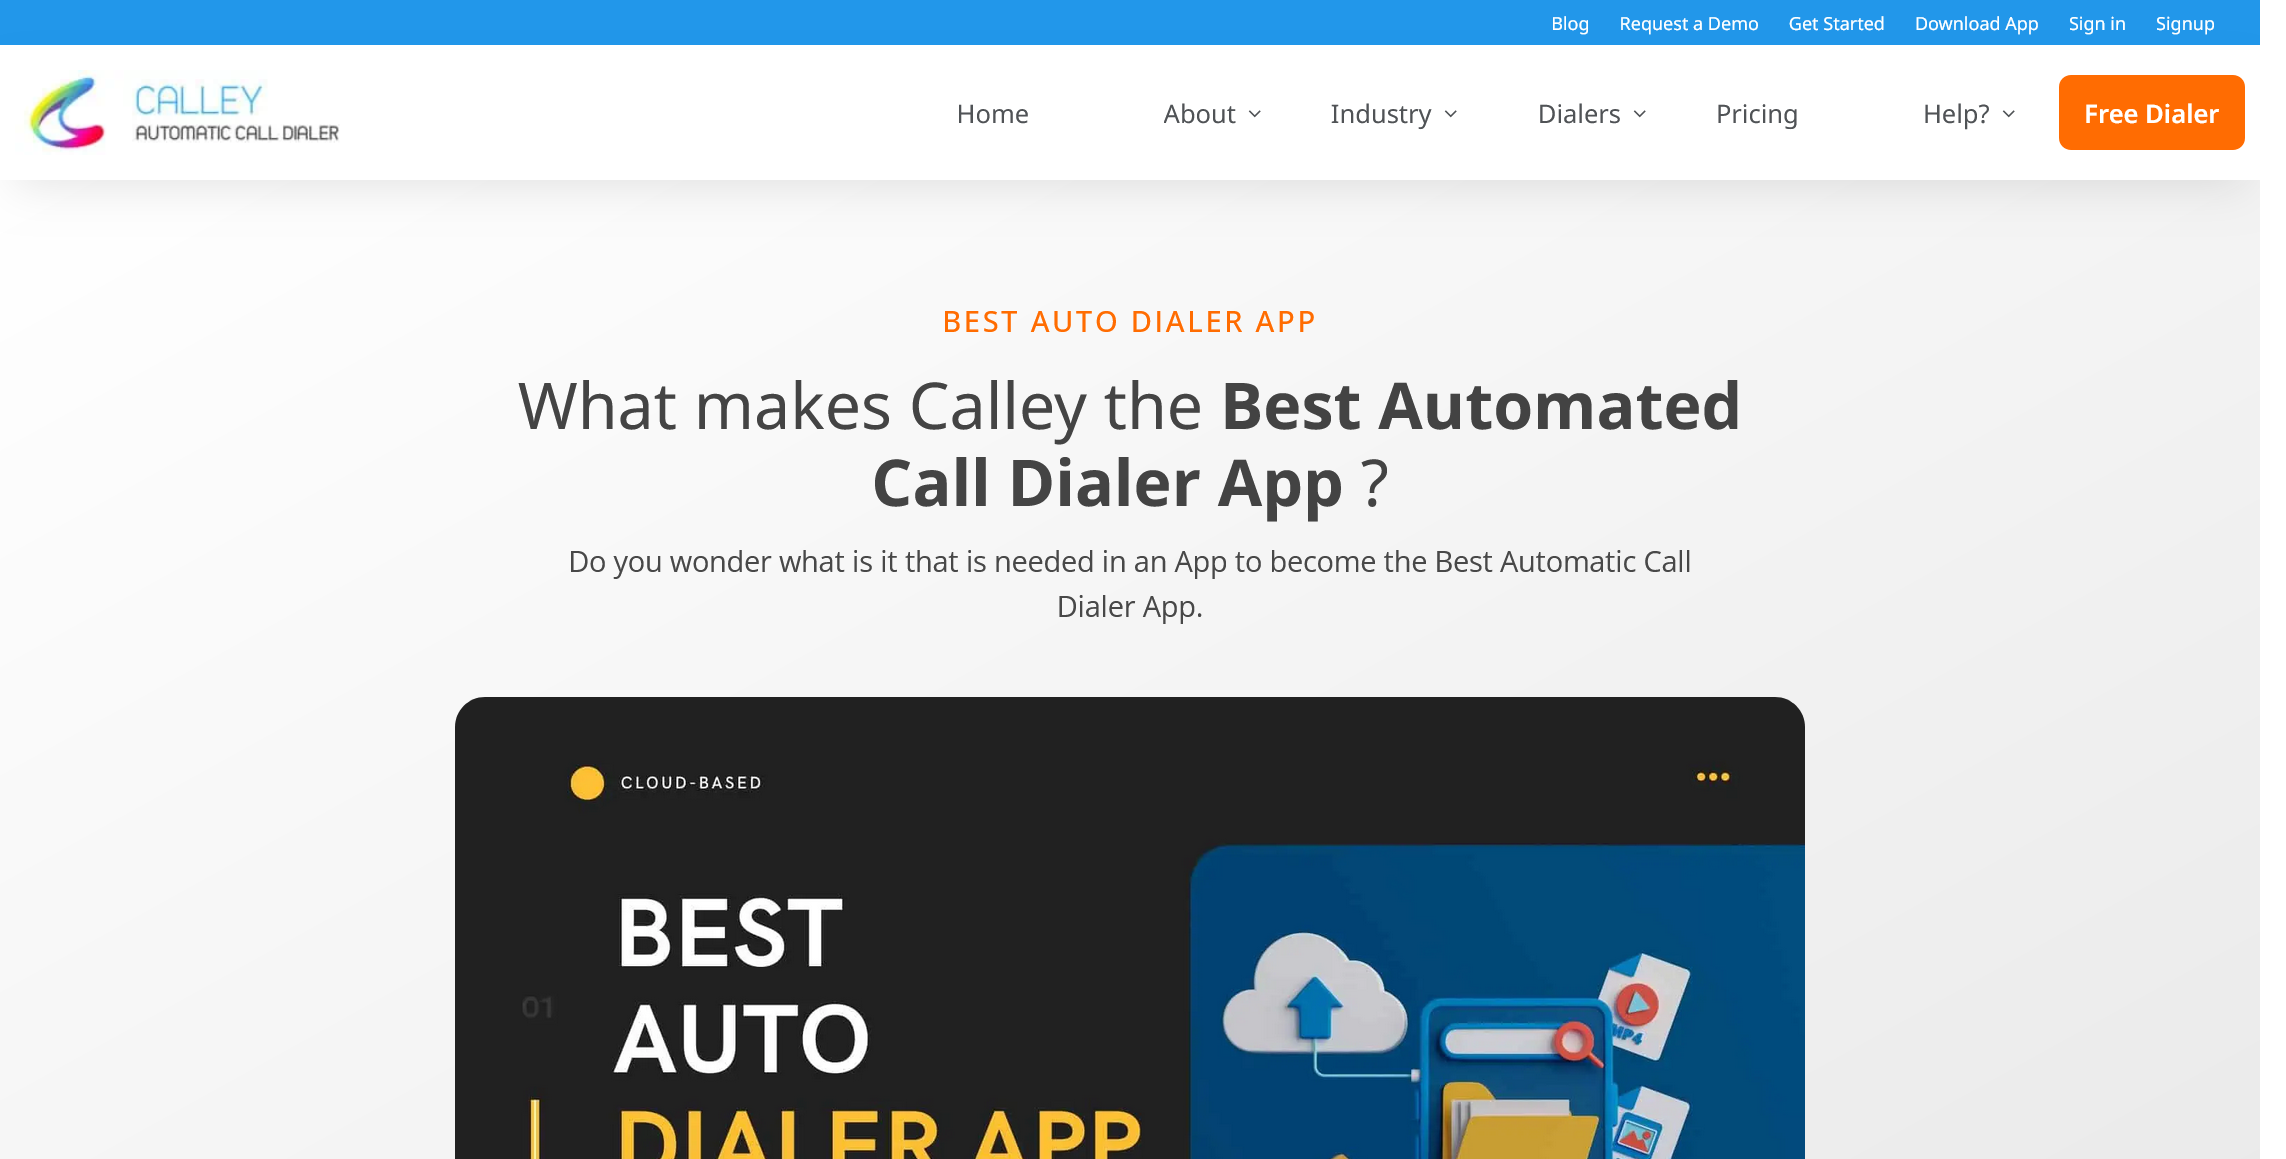 Blog Request a Demo Get Started Download App Sign in Signup
CALLEY
AUTOMATIC CALL DIALER
Home About Industry Dialers Pricing Help? Free Dialer
BEST AUTO DIALER APP
What makes Calley the Best Automated
Call Dialer App ?
Do you wonder what is it that is needed in an App to become the Best Automatic Call
Dialer App.
CLOUD-BASED
BEST
01
AUTO
DIALER APP
MP4